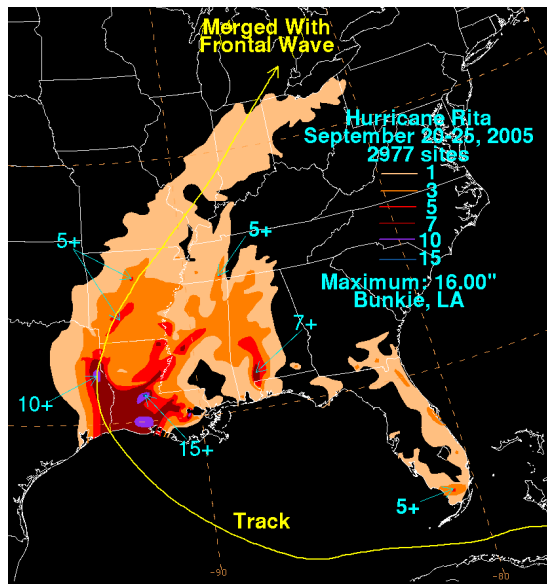 Merged With
Frontal Wave
Hurricane Rita
September 20-25, 2005
2977 sites
1
3
5
7
10
15
Maximum: 16.00"
Bunkie, LA
5+
5+
7+
10+
15+
5+
Track
-90
-80